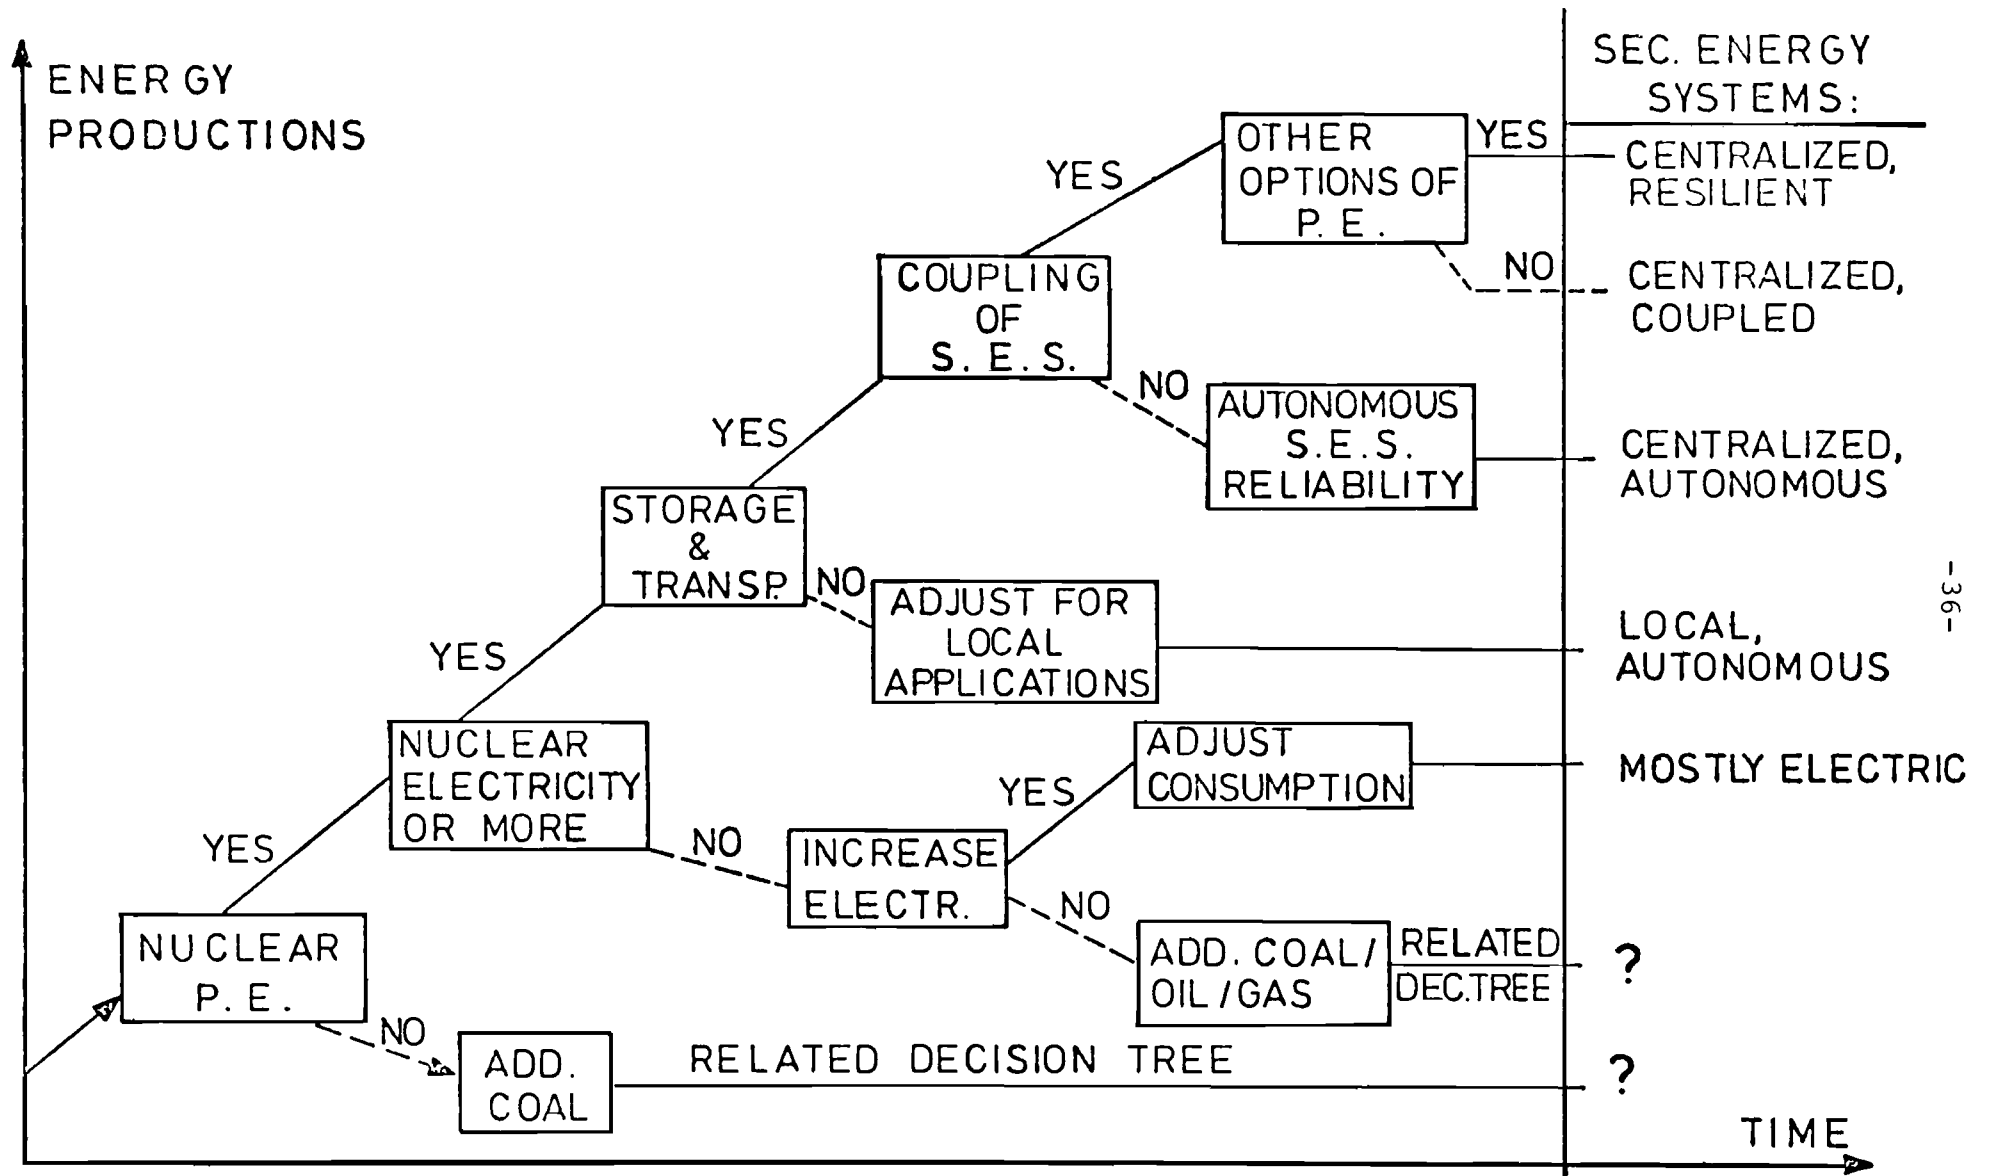 ENERGY
PRODUCTIONS
SEC. ENERGY
SYSTEMS:
OTHER
OPTIONS OF
P. E.
YES
CENTRALIZED,
RESILIENT
YES
NO
CENTRALIZED,
COUPLED
COUPLING
OF
S. E. S.
NO
AUTONOMOUS
S.E.S.
RELIABILITY
CENTRALIZED,
AUTONOMOUS
YES
STORAGE
&
TRANSP.
NO
ADJUST FOR
LOCAL
APPLICATIONS
LOCAL,
AUTONOMOUS
-36-
YES
NUCLEAR
ELECTRICITY
OR MORE
ADJUST
CONSUMPTION
MOSTLY ELECTRIC
YES
YES
NO
INCREASE
ELECTR.
NO
NUCLEAR
P. E.
ADD. COAL/
OIL/GAS
RELATED
DEC.TREE
?
NO
ADD.
COAL
RELATED DECISION TREE
?
TIME